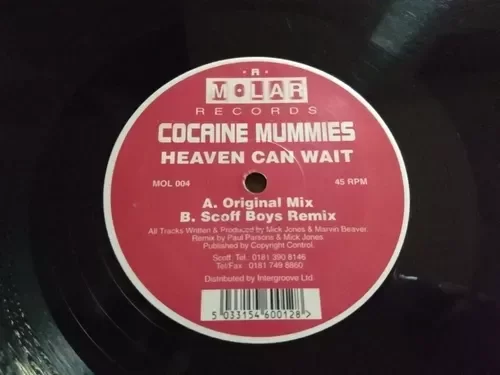 R
MOLAR
RECORDS
COCAINE MUMMIES
HEAVEN CAN WAIT
MOL 004 45 RPM
A. Original Mix
B. Scoff Boys Remix
All Tracks Written & Produced by Mick Jones & Marvin Beaver.
Remix by Paul Parsons & Mick Jones
Published by Copyright Control.
Scoff Tel. 0181 390 8146
Tel/Fax 0181 749 8860
Distributed by Intergroove Ltd.
5 033154 600128 >